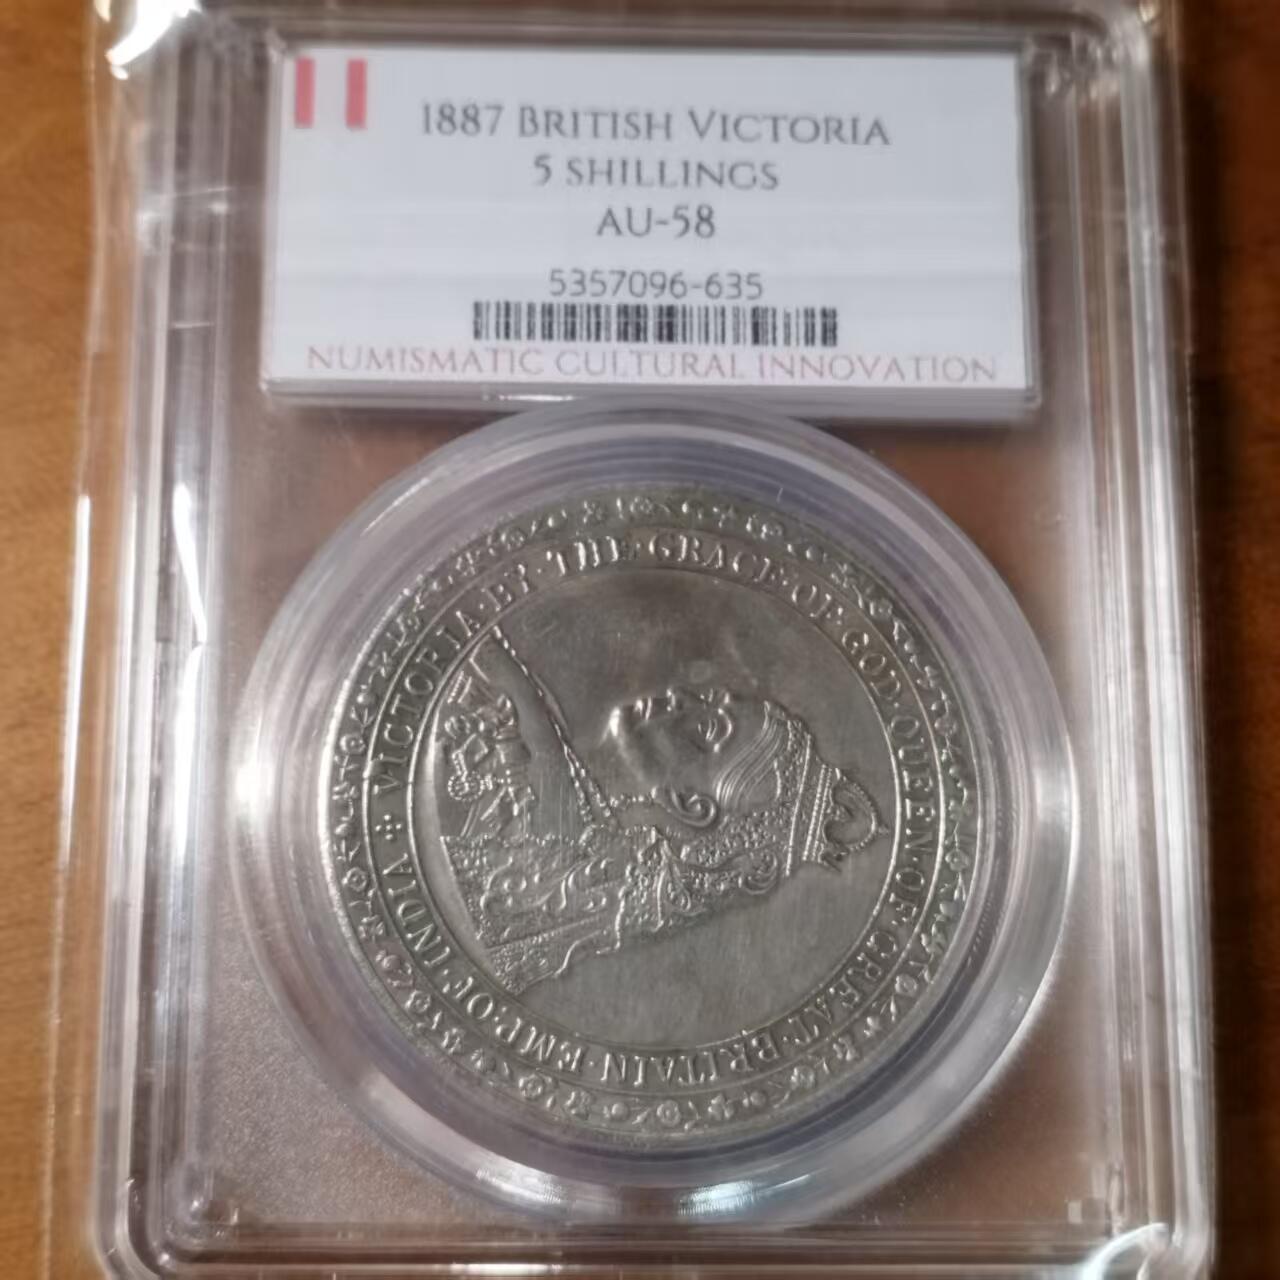 1887 BRITISH VICTORIA
5 SHILLINGS
AU-58
5357096-635
NUMISMATIC CULTURAL INNOVATION
VICTORIA·BY·THE·GRACE·OF·GOD·QUEEN·OF·GREAT·BRITAIN·EMP:OF·INDIA